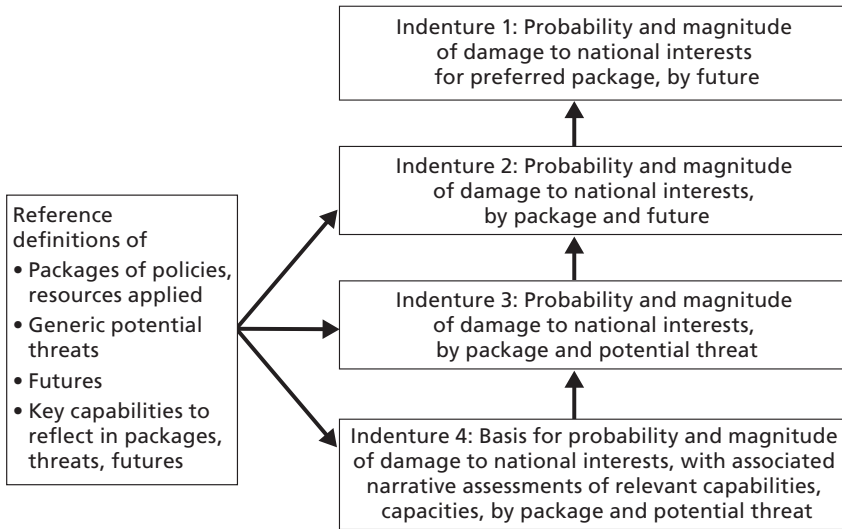 Indenture 1: Probability and magnitude
of damage to national interests
for preferred package, by future
Indenture 2: Probability and magnitude
of damage to national interests,
by package and future
Reference
definitions of
• Packages of policies,
resources applied
• Generic potential
threats
• Futures
• Key capabilities to
reflect in packages,
threats, futures
Indenture 3: Probability and magnitude
of damage to national interests,
by package and potential threat
Indenture 4: Basis for probability and magnitude
of damage to national interests, with associated
narrative assessments of relevant capabilities,
capacities, by package and potential threat